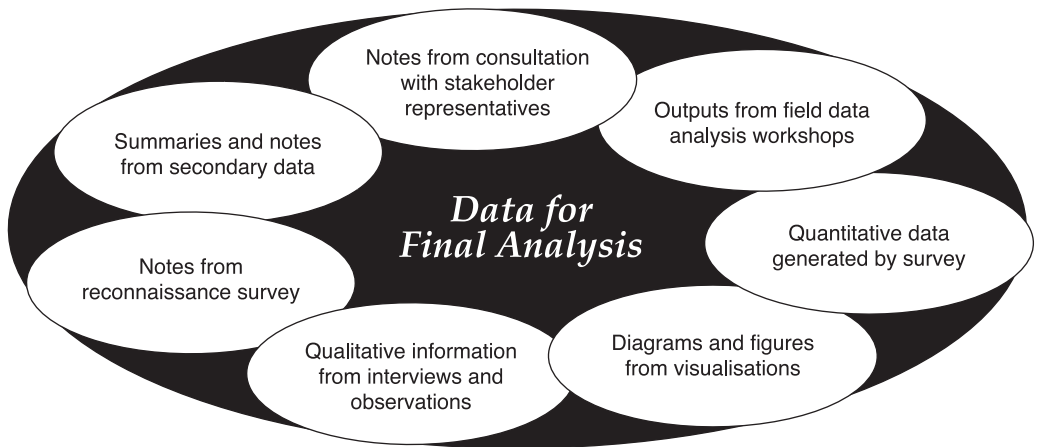 Notes from consultation
with stakeholder
representatives
Outputs from field data
analysis workshops
Summaries and notes
from secondary data
Data for
Final Analysis
Quantitative data
generated by survey
Notes from
reconnaissance survey
Diagrams and figures
from visualisations
Qualitative information
from interviews and
observations